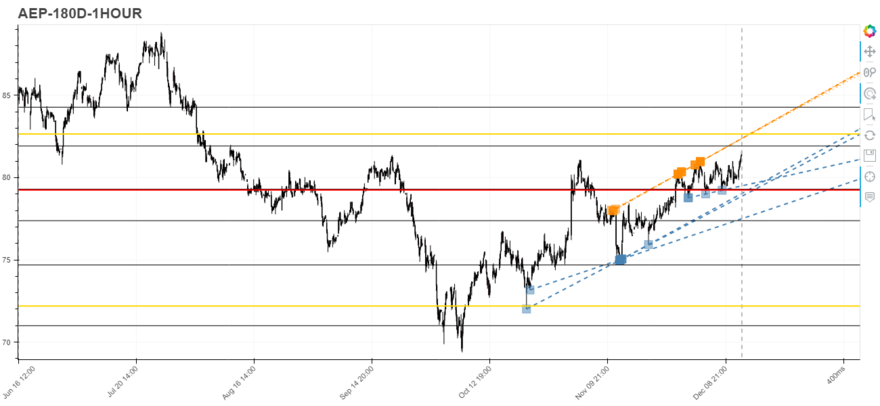 AEP-180D-1HOUR
85
80
75
70
Jun 16 12:00
Jul 20 14:00
Aug 16 14:00
Sep 14 20:00
Oct 12 19:00
Nov 09 21:00
Dec 08 21:00
400ms